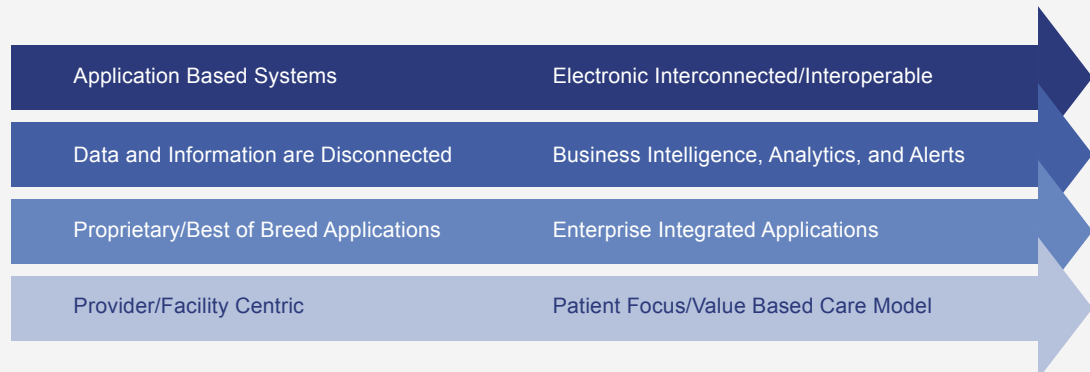 Application Based Systems Electronic Interconnected/Interoperable
Data and Information are Disconnected Business Intelligence, Analytics, and Alerts
Proprietary/Best of Breed Applications Enterprise Integrated Applications
Provider/Facility Centric Patient Focus/Value Based Care Model